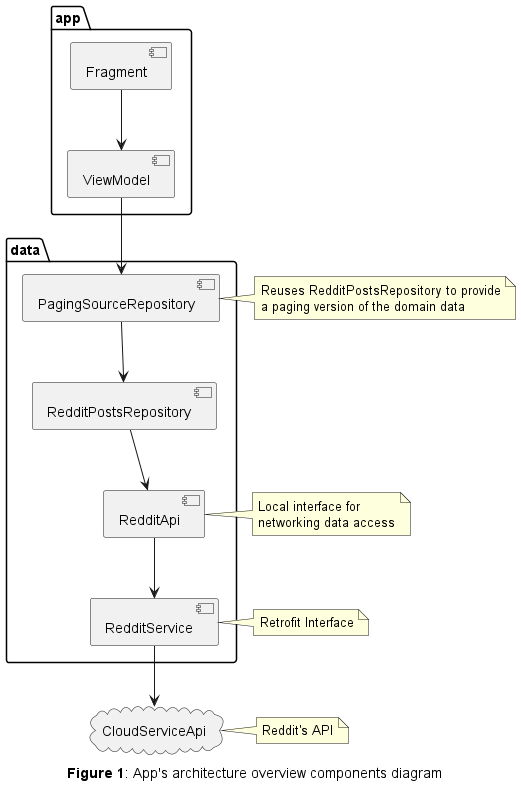 app
Fragment
ViewModel
data
PagingSourceRepository
Reuses RedditPostsRepository to provide
a paging version of the domain data
RedditPostsRepository
RedditApi
Local interface for
networking data access
RedditService
Retrofit Interface
CloudServiceApi
Reddit's API
Figure 1: App's architecture overview components diagram